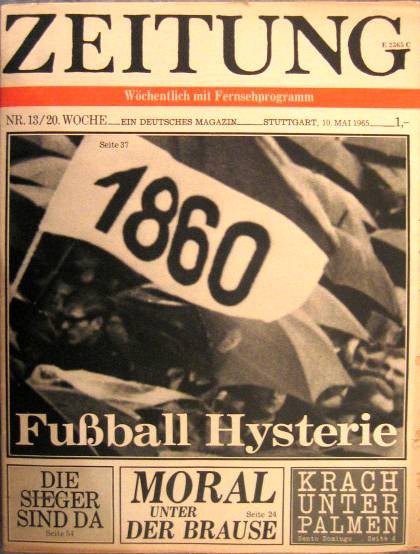 ZEITUNG
E 2365 C
Wöchentlich mit Fernsehprogramm
NR. 13/20. WOCHE EIN DEUTSCHES MAGAZIN STUTTGART, 10. MAI 1965 1,–
Seite 37
1860
Fußball Hysterie
DIE
SIEGER
SIND DA
Seite 54
MORAL
UNTER Seite 24
DER BRAUSE
KRACH
UNTER
PALMEN
Santo Domingo Seite 6